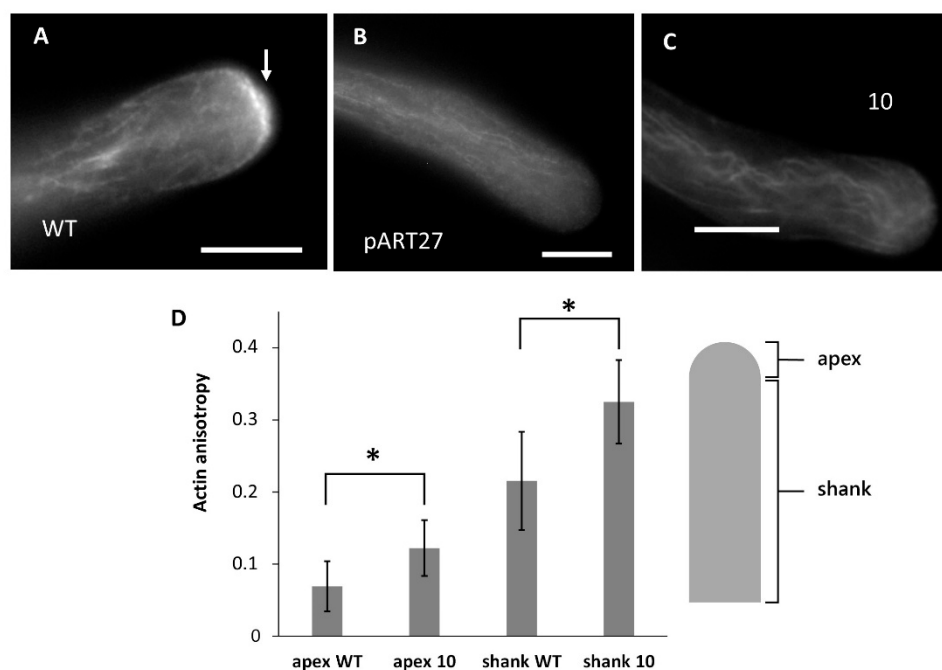 A
WT
B
pART27
C
10
D
Actin anisotropy
0.4
0.3
0.2
0.1
0
*
*
apex WT
apex 10
shank WT
shank 10
apex
shank